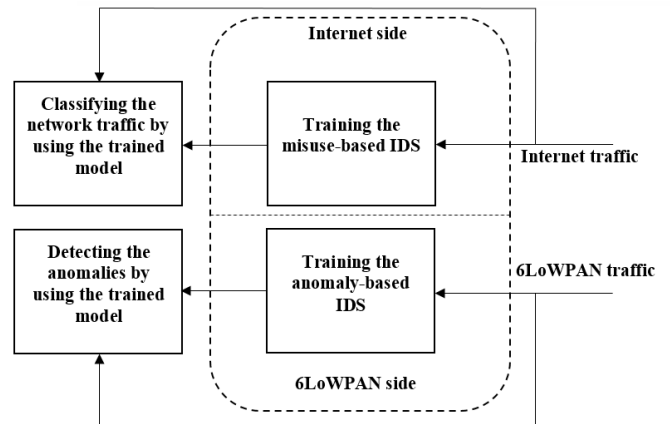 Internet side
Classifying the
network traffic by
using the trained
model
Training the
misuse-based IDS
Internet traffic
Detecting the
anomalies by
using the trained
model
Training the
anomaly-based
IDS
6LoWPAN traffic
6LoWPAN side